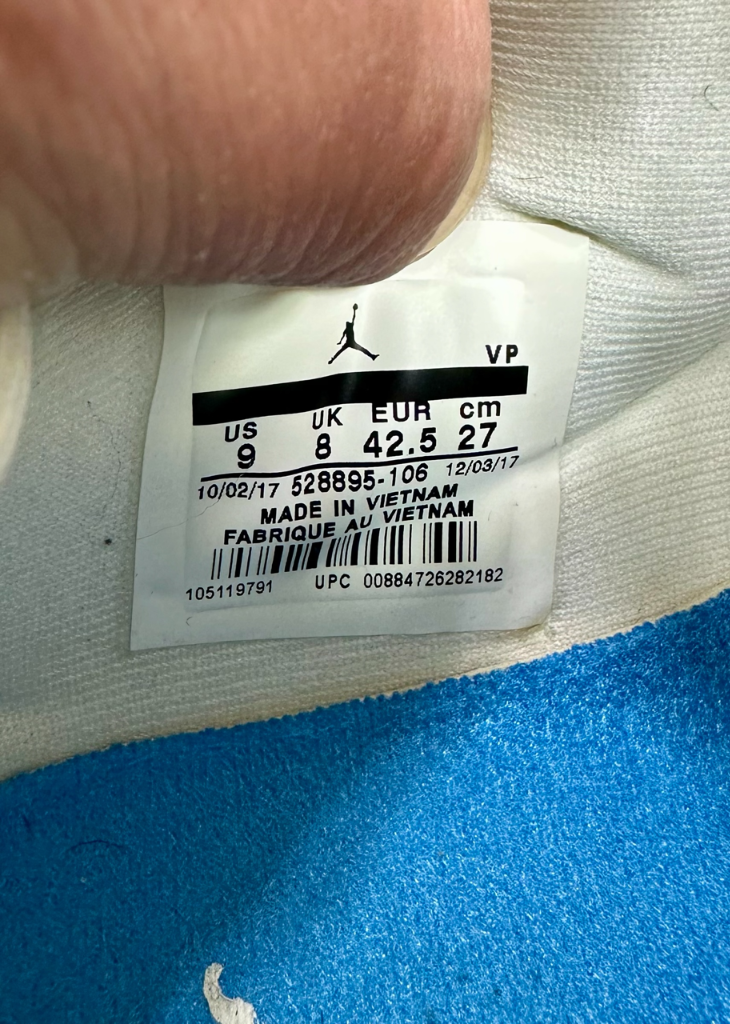 VP
US UK EUR cm
9 8 42.5 27
10/02/17 528895-106 12/03/17
MADE IN VIETNAM
FABRIQUE AU VIETNAM
105119791 UPC 00884726282182